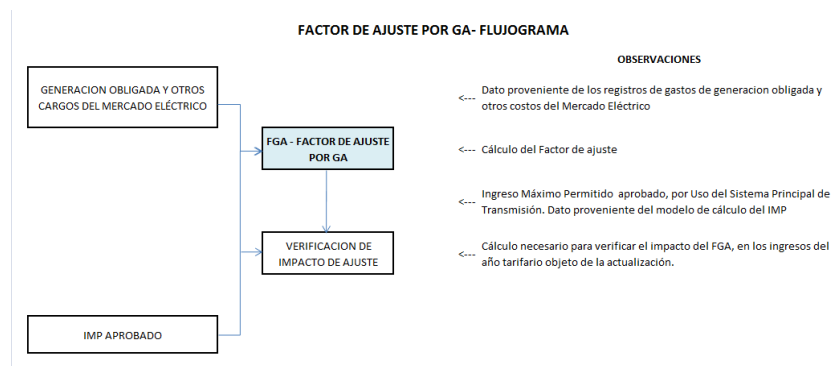 FACTOR DE AJUSTE POR GA- FLUJOGRAMA
OBSERVACIONES
GENERACION OBLIGADA Y OTROS
CARGOS DEL MERCADO ELÉCTRICO
<--- Dato proveniente de los registros de gastos de generacion obligada y
otros costos del Mercado Eléctrico
FGA - FACTOR DE AJUSTE
POR GA
<--- Cálculo del Factor de ajuste
<--- Ingreso Máximo Permitido aprobado, por Uso del Sistema Principal de
Transmisión. Dato proveniente del modelo de cálculo del IMP
VERIFICACION DE
IMPACTO DE AJUSTE
<--- Cálculo necesario para verificar el impacto del FGA, en los ingresos del
año tarifario objeto de la actualización.
IMP APROBADO